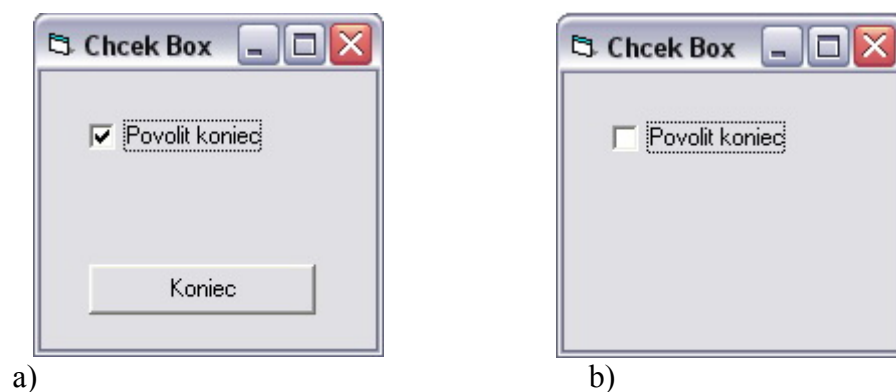 Chcek Box
Povolit koniec
Koniec
a)
Chcek Box
Povolit koniec
b)